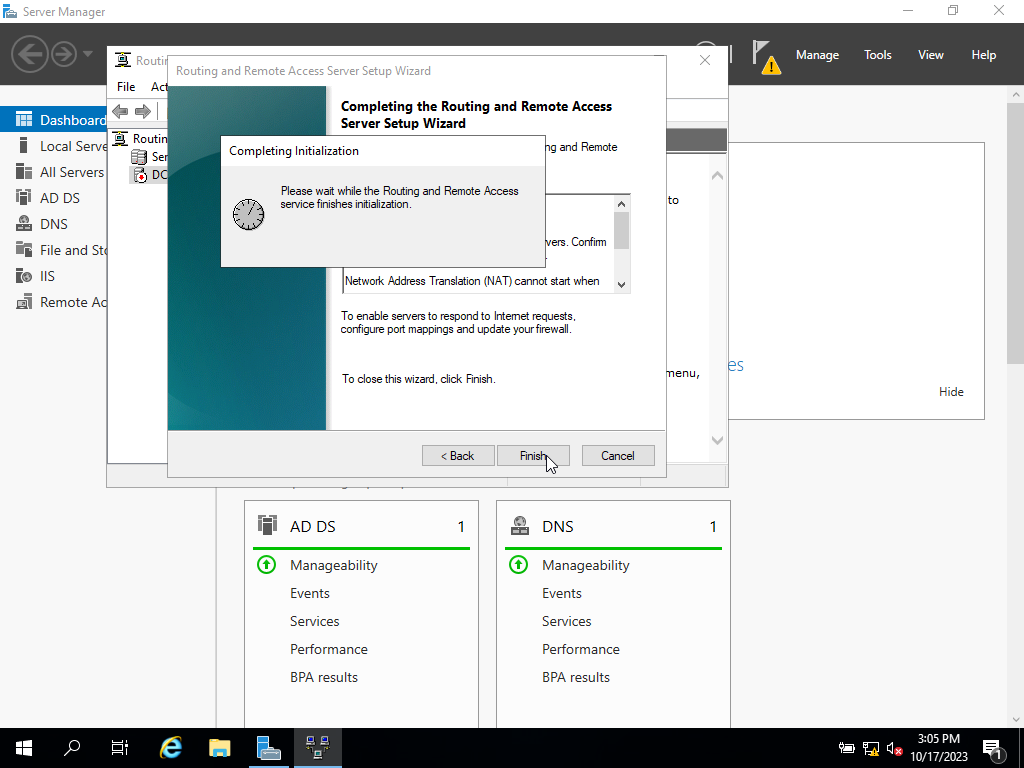 Server Manager
Manage
Tools
View
Help
Routin
File
Act
Routin
Ser
DC
Dashboard
Local Serve
All Servers
AD DS
DNS
File and Sto
IIS
Remote Ac
Routing and Remote Access Server Setup Wizard
Completing the Routing and Remote Access
Server Setup Wizard
ng and Remote
Completing Initialization
Please wait while the Routing and Remote Access
service finishes initialization.
vers. Confirm
Network Address Translation (NAT) cannot start when
To enable servers to respond to Internet requests,
configure port mappings and update your firewall.
To close this wizard, click Finish.
< Back
Finish
Cancel
to
menu,
es
Hide
AD DS
1
Manageability
Events
Services
Performance
BPA results
DNS
1
Manageability
Events
Services
Performance
BPA results
3:05 PM
10/17/2023
1